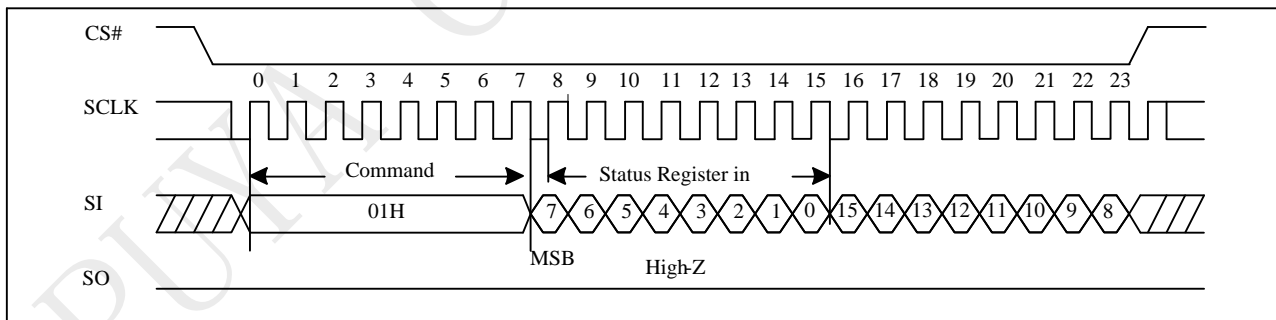 CS#
0 1 2 3 4 5 6 7 8 9 10 11 12 13 14 15 16 17 18 19 20 21 22 23
SCLK
Command Status Register in
SI 01H 7 6 5 4 3 2 1 0 15 14 13 12 11 10 9 8
MSB High-Z
SO
PUYA